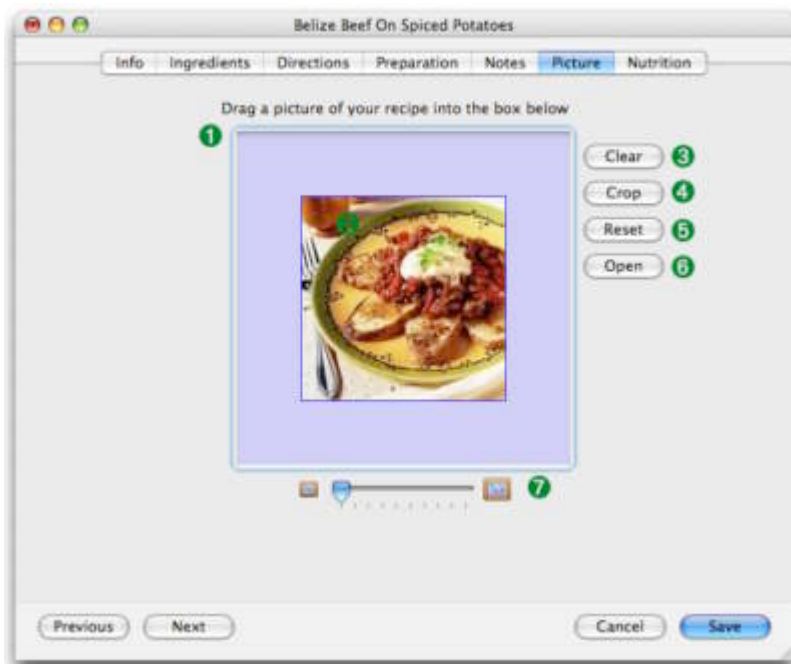 Belize Beef On Spiced Potatoes
Info Ingredients Directions Preparation Notes Picture Nutrition
Drag a picture of your recipe into the box below
1
2
Clear 3
Crop 4
Reset 5
Open 6
7
Previous Next Cancel Save